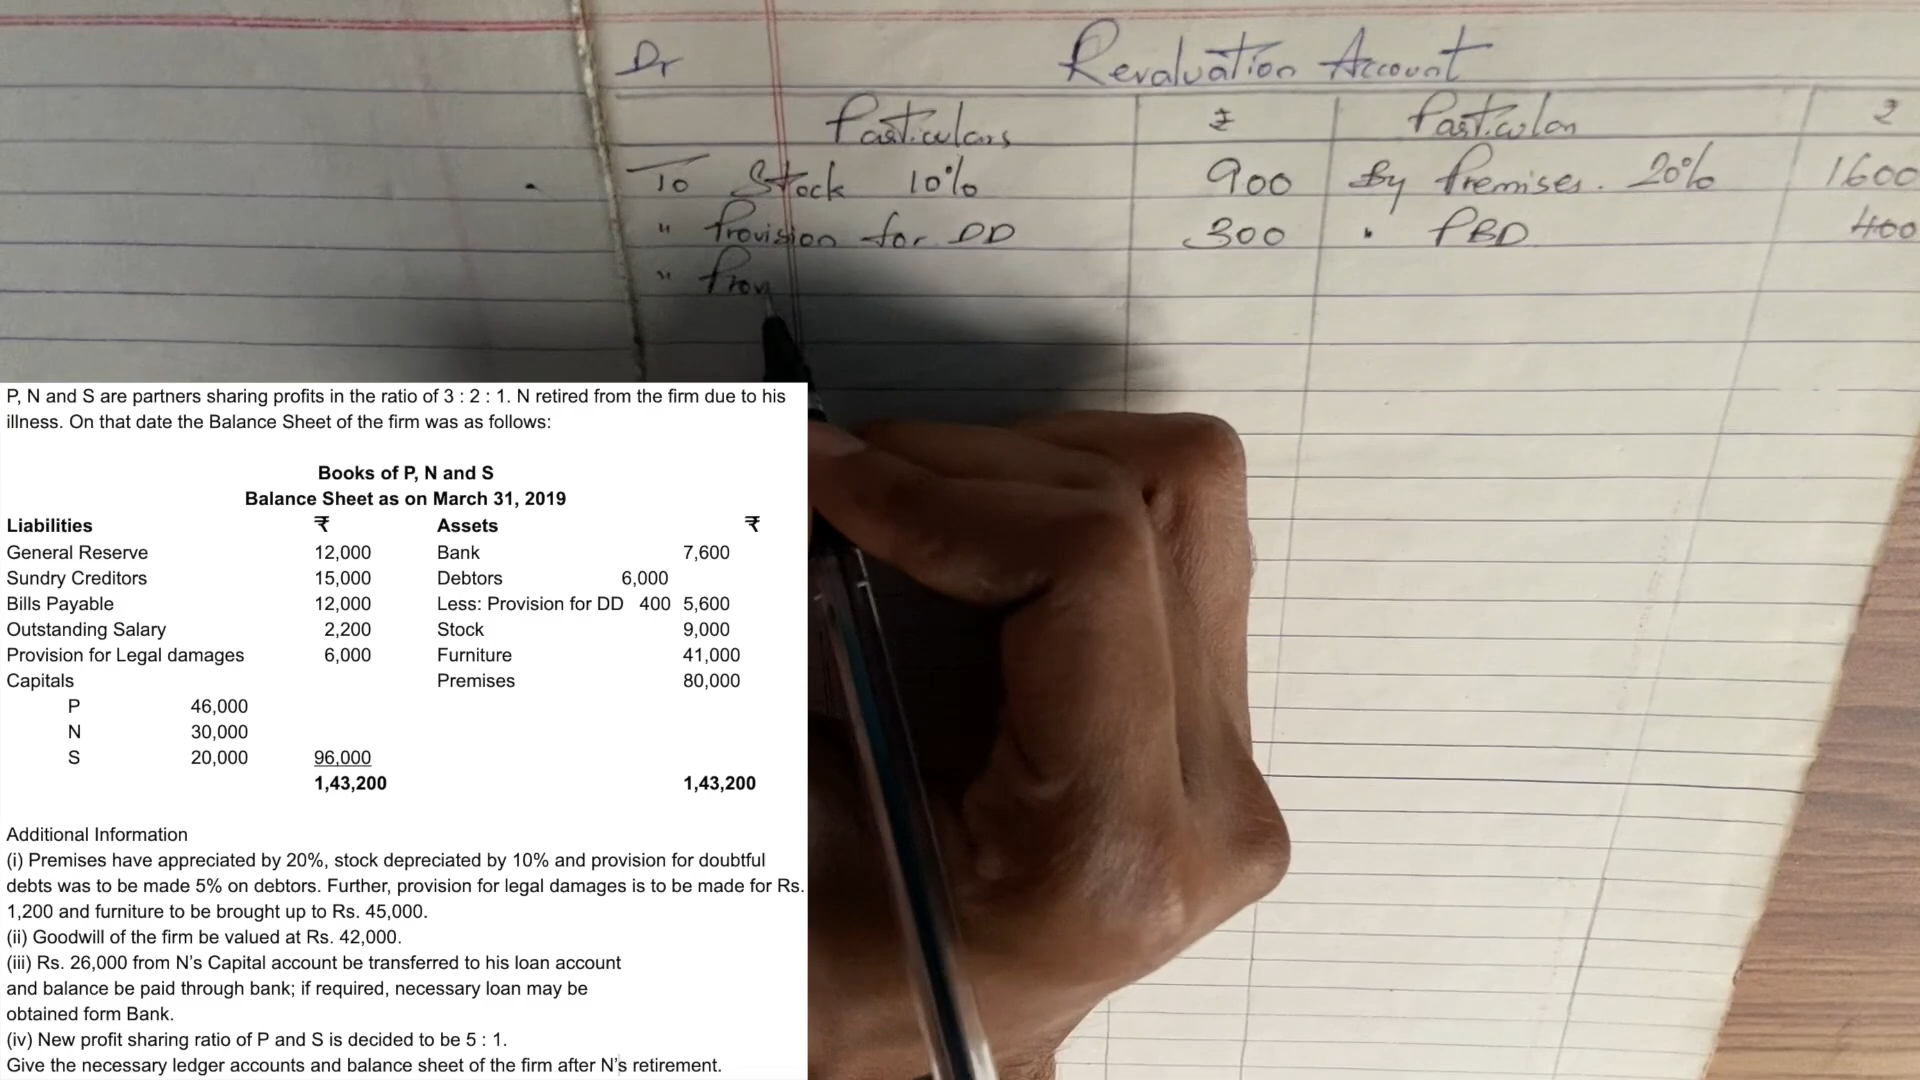 Dr Revaluation Account
Particulars ₹ Particulars ₹
To Stock 10% 900 By Premises. 20% 1600
" Provision for DD 300 " PBD 400
" Prov
P, N and S are partners sharing profits in the ratio of 3 : 2 : 1. N retired from the firm due to his
illness. On that date the Balance Sheet of the firm was as follows:
Books of P, N and S
Balance Sheet as on March 31, 2019
Liabilities ₹ Assets ₹
General Reserve 12,000 Bank 7,600
Sundry Creditors 15,000 Debtors 6,000
Bills Payable 12,000 Less: Provision for DD 400 5,600
Outstanding Salary 2,200 Stock 9,000
Provision for Legal damages 6,000 Furniture 41,000
Capitals Premises 80,000
P 46,000
N 30,000
S 20,000 96,000
1,43,200 1,43,200
Additional Information
(i) Premises have appreciated by 20%, stock depreciated by 10% and provision for doubtful
debts was to be made 5% on debtors. Further, provision for legal damages is to be made for Rs.
1,200 and furniture to be brought up to Rs. 45,000.
(ii) Goodwill of the firm be valued at Rs. 42,000.
(iii) Rs. 26,000 from N’s Capital account be transferred to his loan account
and balance be paid through bank; if required, necessary loan may be
obtained form Bank.
(iv) New profit sharing ratio of P and S is decided to be 5 : 1.
Give the necessary ledger accounts and balance sheet of the firm after N’s retirement.